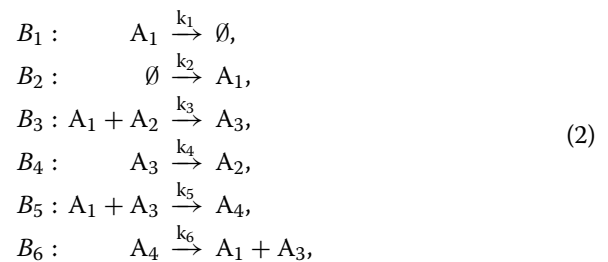 B₁ : A₁ →^{k₁} ∅,
B₂ : ∅ →^{k₂} A₁,
B₃ : A₁ + A₂ →^{k₃} A₃,
(2)
B₄ : A₃ →^{k₄} A₂,
B₅ : A₁ + A₃ →^{k₅} A₄,
B₆ : A₄ →^{k₆} A₁ + A₃,